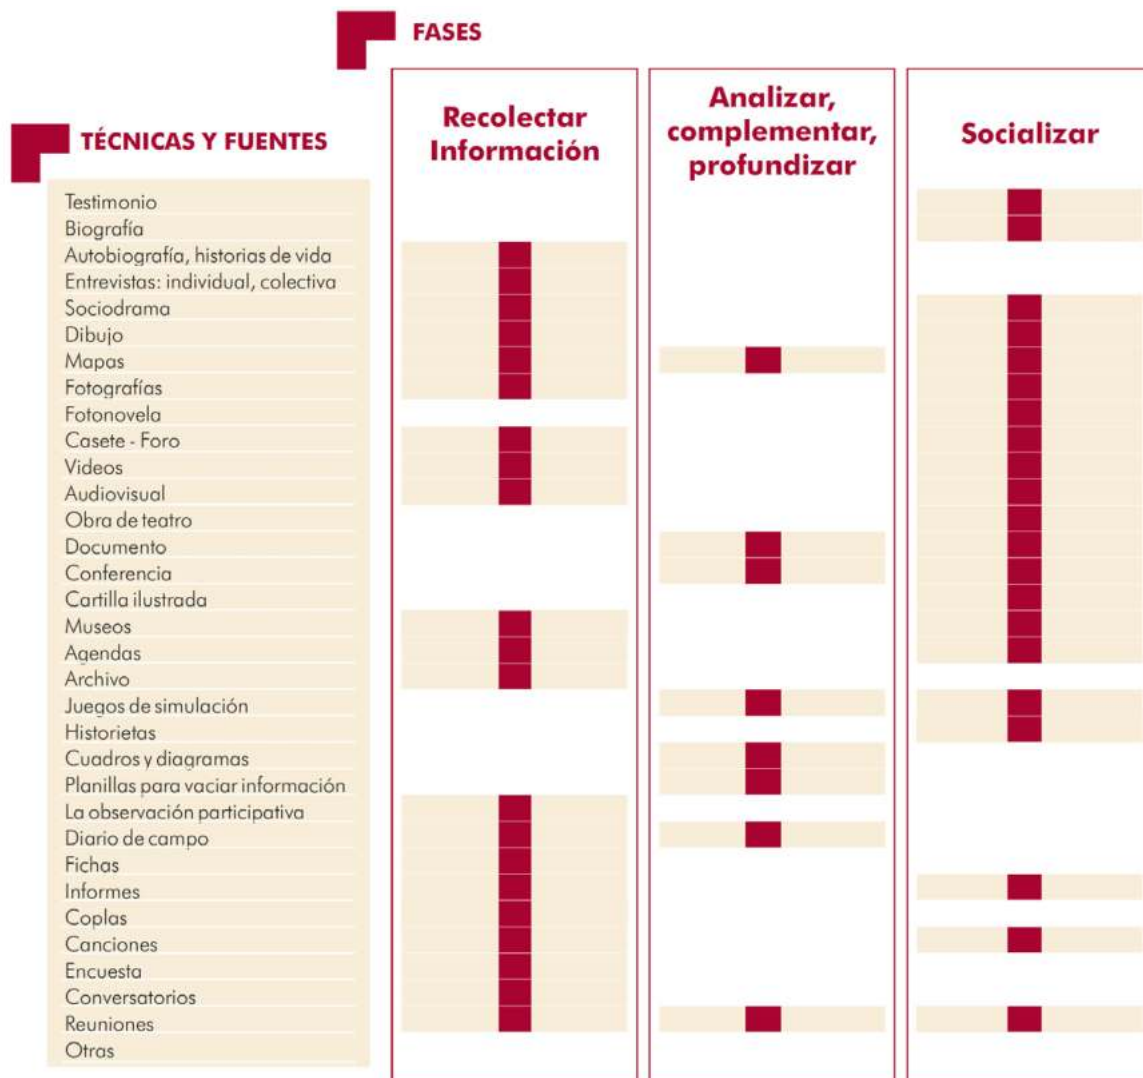 FASES
TÉCNICAS Y FUENTES
Recolectar
Información
Analizar,
complementar,
profundizar
Socializar
Testimonio
Biografía
Autobiografía, historias de vida
Entrevistas: individual, colectiva
Sociodrama
Dibujo
Mapas
Fotografías
Fotonovela
Casete - Foro
Videos
Audiovisual
Obra de teatro
Documento
Conferencia
Cartilla ilustrada
Museos
Agendas
Archivo
Juegos de simulación
Historietas
Cuadros y diagramas
Planillas para vaciar información
La observación participativa
Diario de campo
Fichas
Informes
Coplas
Canciones
Encuesta
Conversatorios
Reuniones
Otras